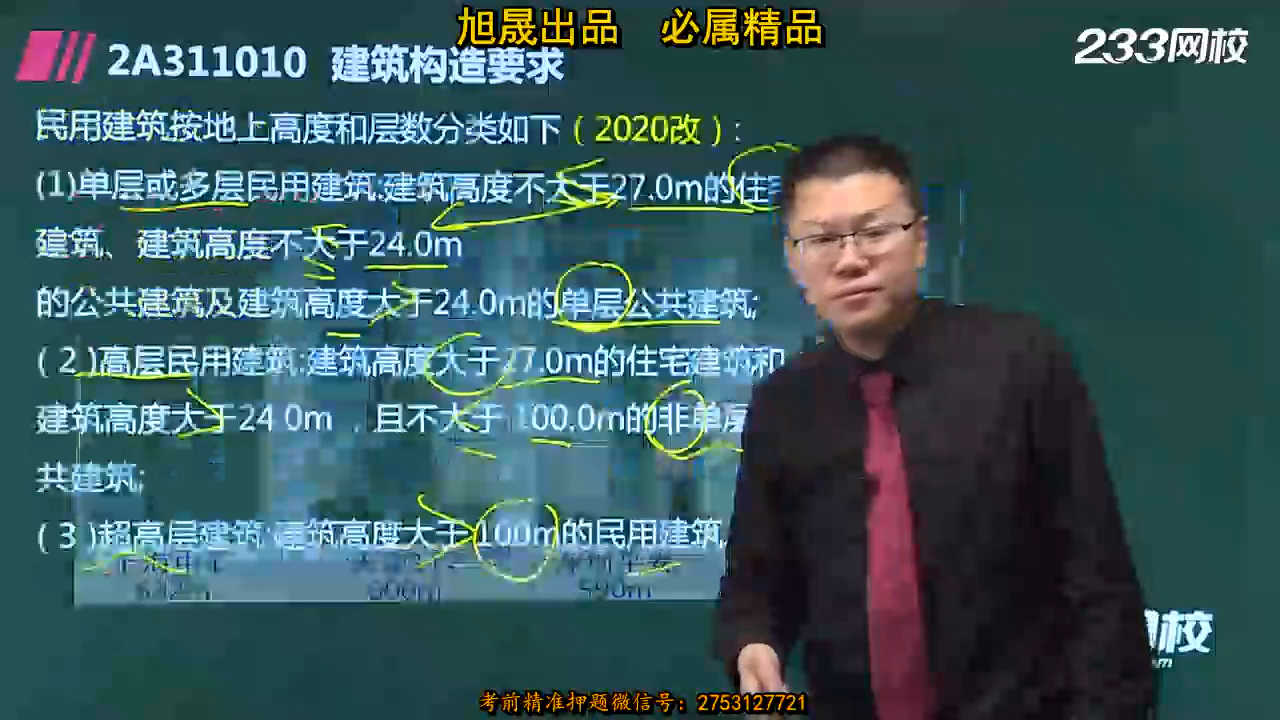 旭晟出品 必属精品
233网校
2A311010 建筑构造要求
民用建筑按地上高度和层数分类如下（2020改）:
(1)单层或多层民用建筑:建筑高度不大于27.0m的住宅
建筑、建筑高度不大于24.0m
的公共建筑及建筑高度大于24.0m的单层公共建筑;
(2)高层民用建筑:建筑高度大于27.0m的住宅建筑和
建筑高度大于24.0m，且不大于 100.0m的非单层
共建筑;
(3)超高层建筑:建筑高度大于100m的民用建筑,
632m 600m 590m
网校
考前精准押题微信号：2753127721